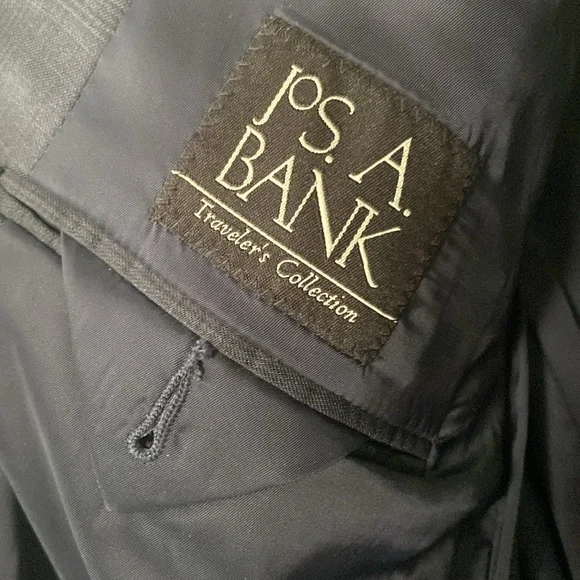 JOS. A.
BANK
Traveler's Collection